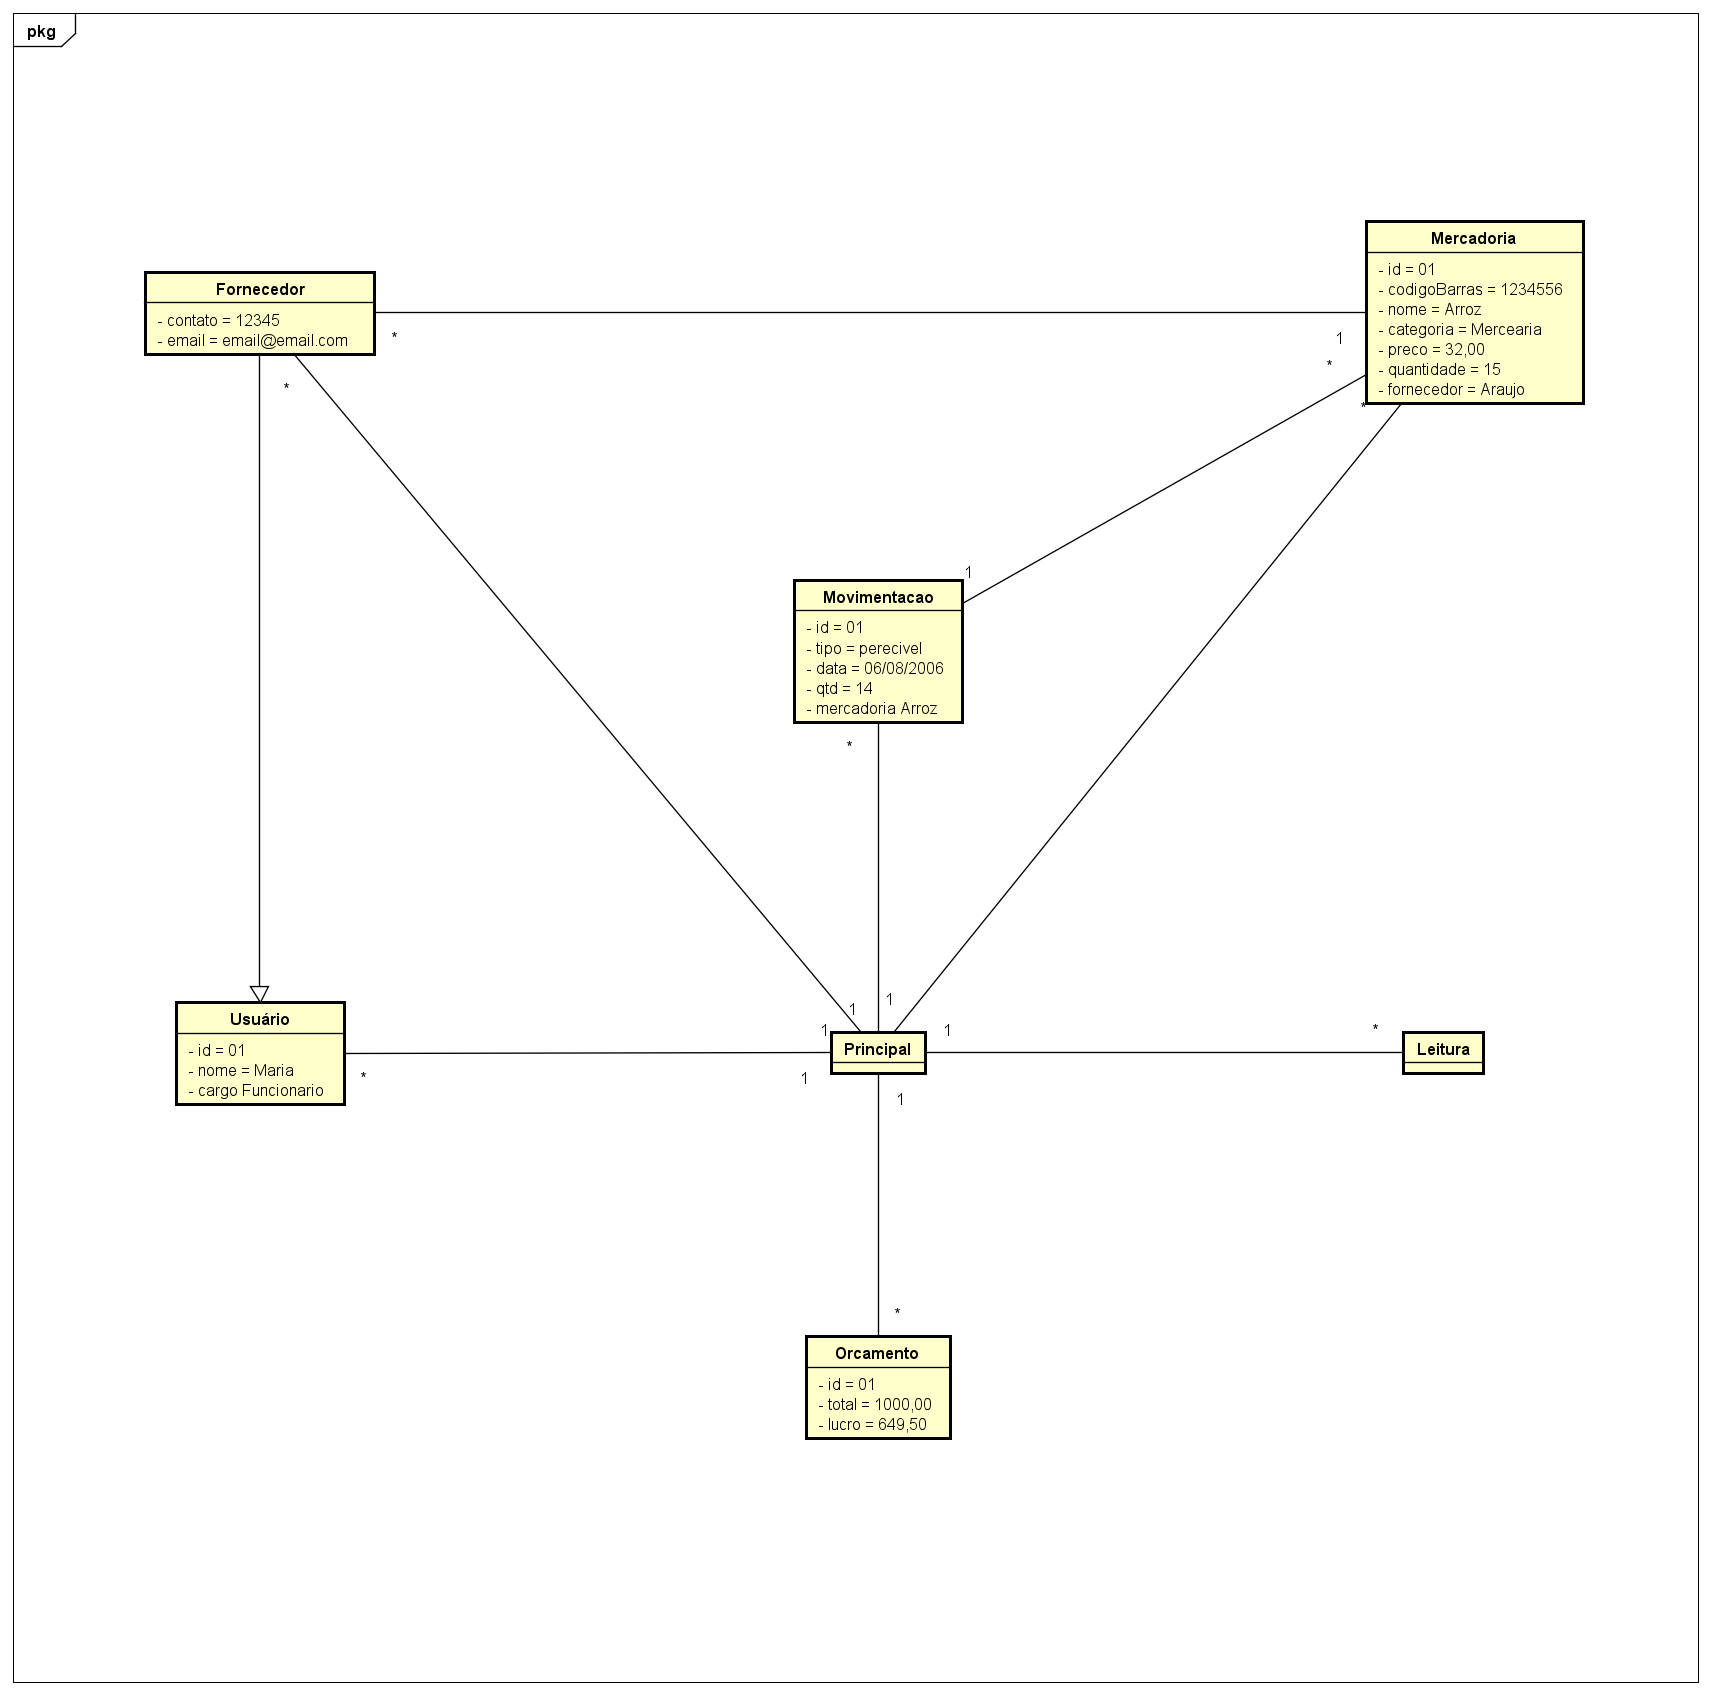 pkg
Mercadoria
- id = 01
- codigoBarras = 1234556
- nome = Arroz
- categoria = Mercearia
- preco = 32,00
- quantidade = 15
- fornecedor = Araujo
Fornecedor
- contato = 12345
- email = email@email.com
*
1
*
*
*
1
Movimentacao
- id = 01
- tipo = perecivel
- data = 06/08/2006
- qtd = 14
- mercadoria Arroz
*
1
1
1
1
*
Usuário
- id = 01
- nome = Maria
- cargo Funcionario
Principal
Leitura
*
1
1
*
Orcamento
- id = 01
- total = 1000,00
- lucro = 649,50